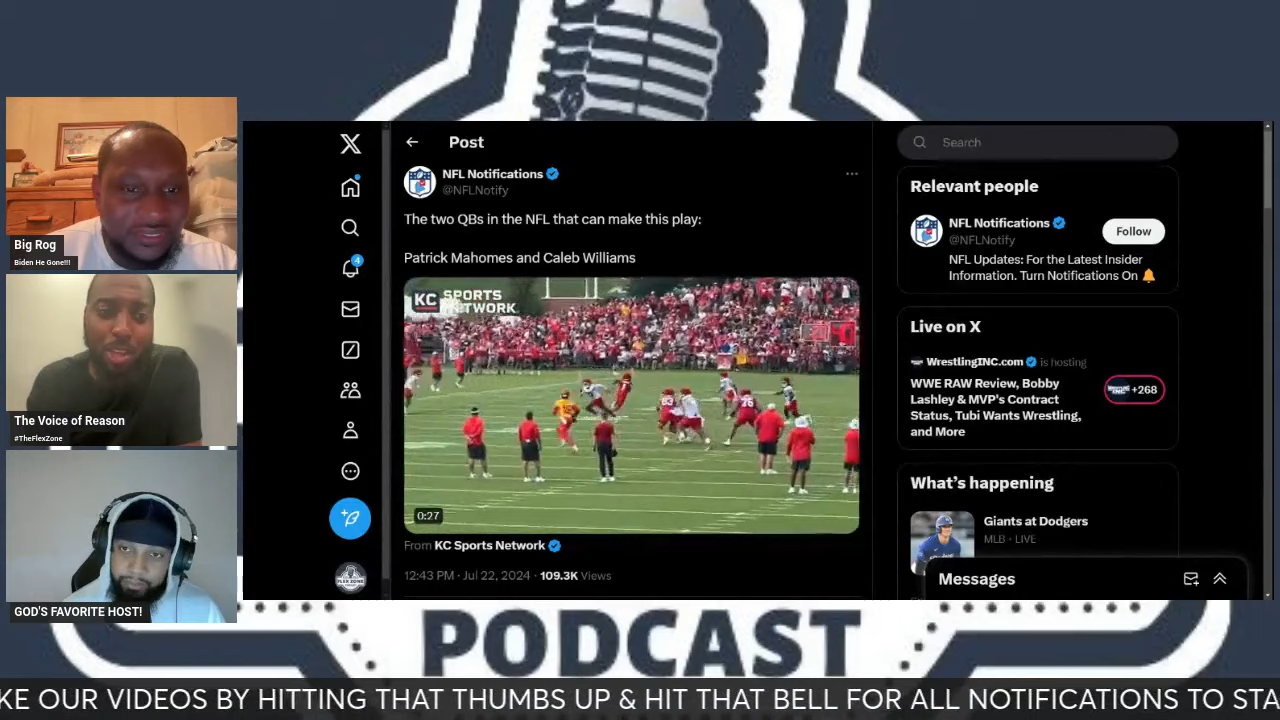 Big Rog
Biden He Gone!!!
The Voice of Reason
#TheFlexZone
GOD'S FAVORITE HOST!
Post
NFL Notifications
@NFLNotify
The two QBs in the NFL that can make this play:
Patrick Mahomes and Caleb Williams
KC SPORTS
NETWORK
0:27
From KC Sports Network
12:43 PM · Jul 22, 2024 · 109.3K Views
4
Search
Relevant people
NFL Notifications
@NFLNotify
Follow
NFL Updates: For the Latest Insider
Information. Turn Notifications On 🔔
Live on X
WrestlingINC.com is hosting
WWE RAW Review, Bobby
Lashley & MVP's Contract
Status, Tubi Wants Wrestling,
and More
+268
What's happening
Giants at Dodgers
MLB · LIVE
Messages
PODCAST
KE OUR VIDEOS BY HITTING THAT THUMBS UP & HIT THAT BELL FOR ALL NOTIFICATIONS TO STA